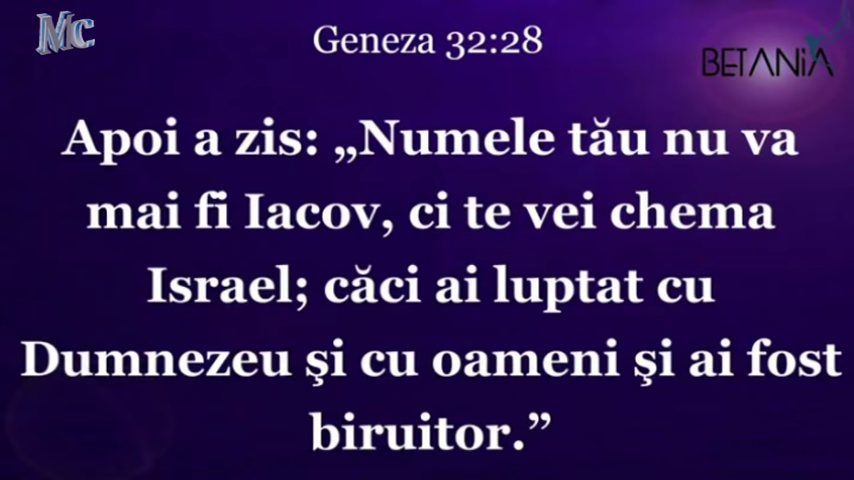 Mc
Geneza 32:28
BETANiA
Apoi a zis: „Numele tău nu va
mai fi Iacov, ci te vei chema
Israel; căci ai luptat cu
Dumnezeu şi cu oameni şi ai fost
biruitor.”